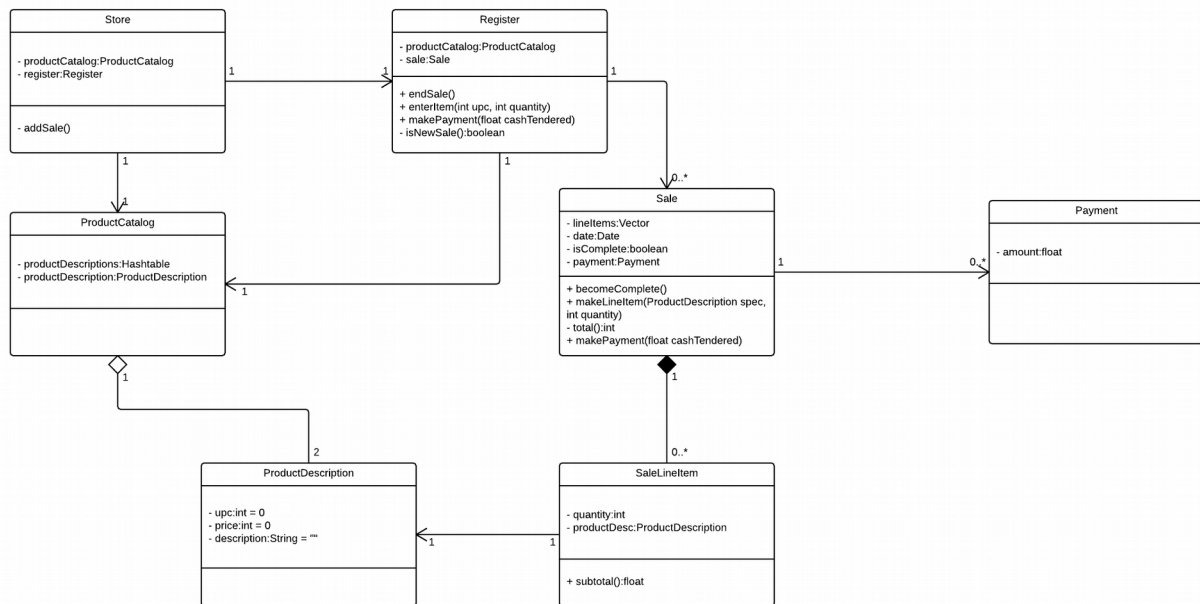 Store
- productCatalog:ProductCatalog
- register:Register
- addSale()
1
1
Register
- productCatalog:ProductCatalog
- sale:Sale
+ endSale()
+ enterItem(int upc, int quantity)
+ makePayment(float cashTendered)
- isNewSale():boolean
1
0..*
1
1
1
1
ProductCatalog
- productDescriptions:Hashtable
- productDescription:ProductDescription
Sale
- lineItems:Vector
- date:Date
- isComplete:boolean
- payment:Payment
+ becomeComplete()
+ makeLineItem(ProductDescription spec,
int quantity)
- total():int
+ makePayment(float cashTendered)
1
0..*
Payment
- amount:float
1
2
1
0..*
ProductDescription
- upc:int = 0
- price:int = 0
- description:String = ""
1
1
SaleLineItem
- quantity:int
- productDesc:ProductDescription
+ subtotal():float